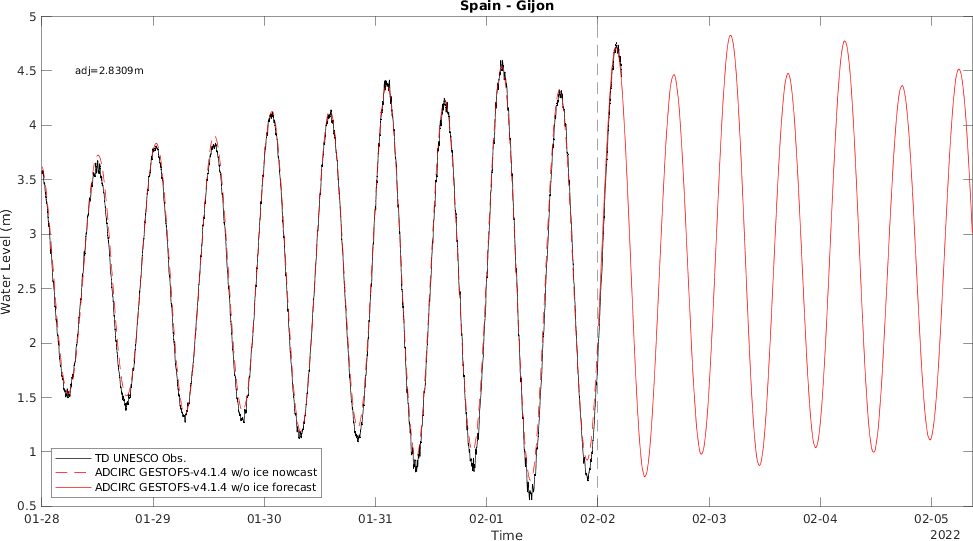 Spain - Gijon
5
4.5
4
3.5
3
2.5
2
1.5
1
0.5
Water Level (m)
adj=2.8309m
TD UNESCO Obs.
ADCIRC GESTOFS-v4.1.4 w/o ice nowcast
ADCIRC GESTOFS-v4.1.4 w/o ice forecast
01-28 01-29 01-30 01-31 02-01 02-02 02-03 02-04 02-05
Time 2022